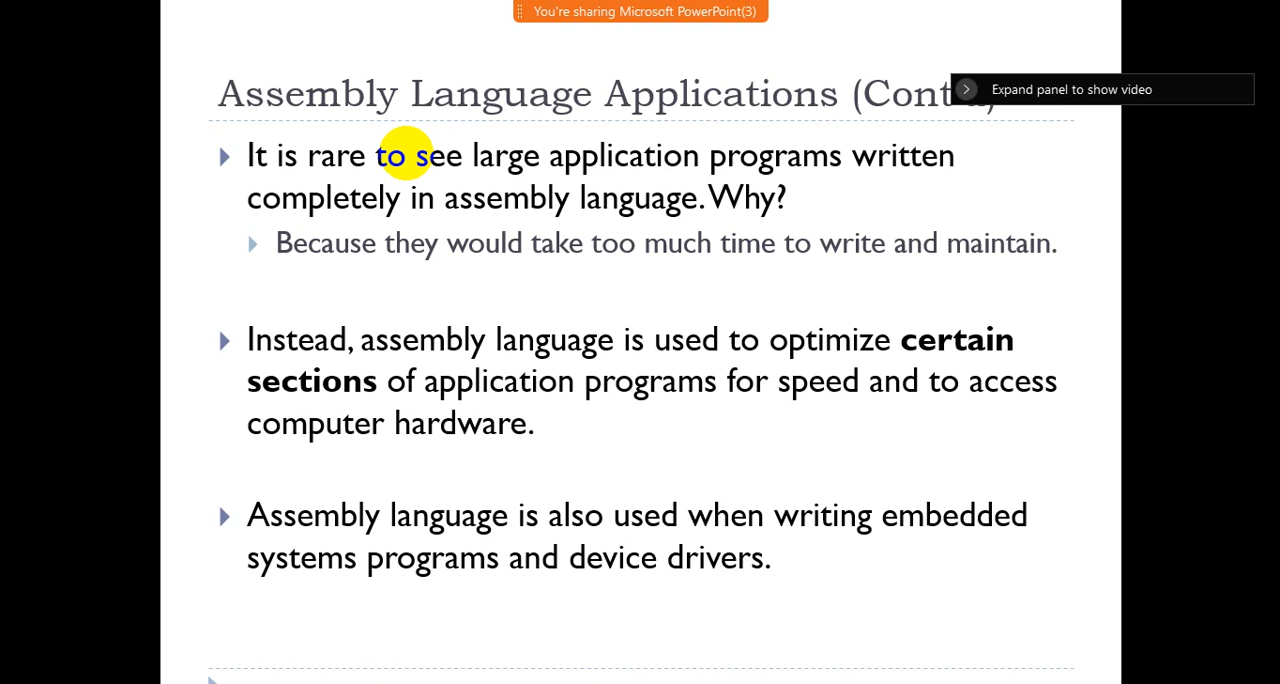 You're sharing Microsoft PowerPoint(3)
Assembly Language Applications (Cont'd)
Expand panel to show video
It is rare to see large application programs written
completely in assembly language. Why?
Because they would take too much time to write and maintain.
Instead, assembly language is used to optimize certain
sections of application programs for speed and to access
computer hardware.
Assembly language is also used when writing embedded
systems programs and device drivers.